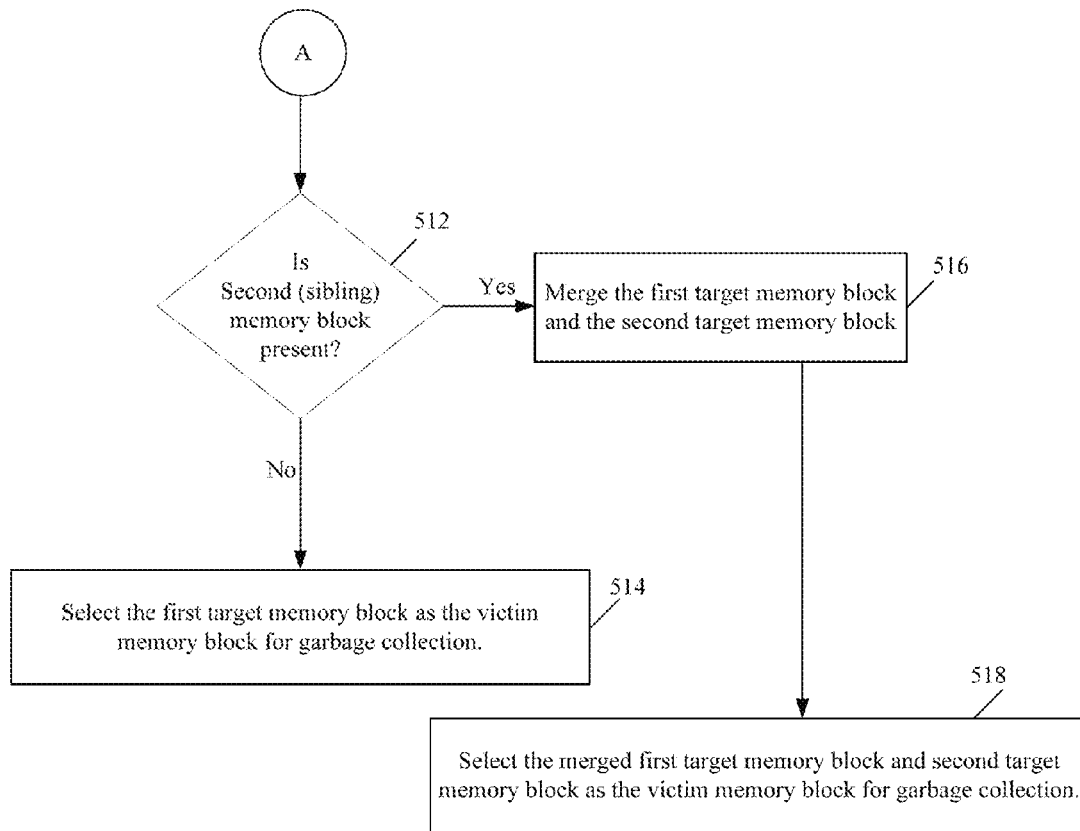 A
512
Is
Second (sibling)
memory block
present?
Yes
516
Merge the first target memory block
and the second target memory block
No
514
Select the first target memory block as the victim
memory block for garbage collection.
518
Select the merged first target memory block and second target
memory block as the victim memory block for garbage collection.